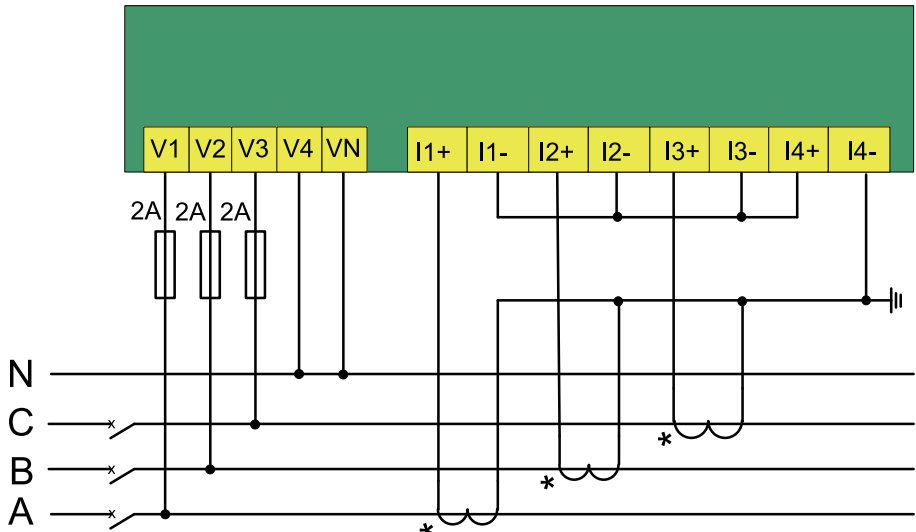 V1 V2 V3 V4 VN I1+ I1- I2+ I2- I3+ I3- I4+ I4-
2A 2A 2A
N
C
*
B
*
A
*